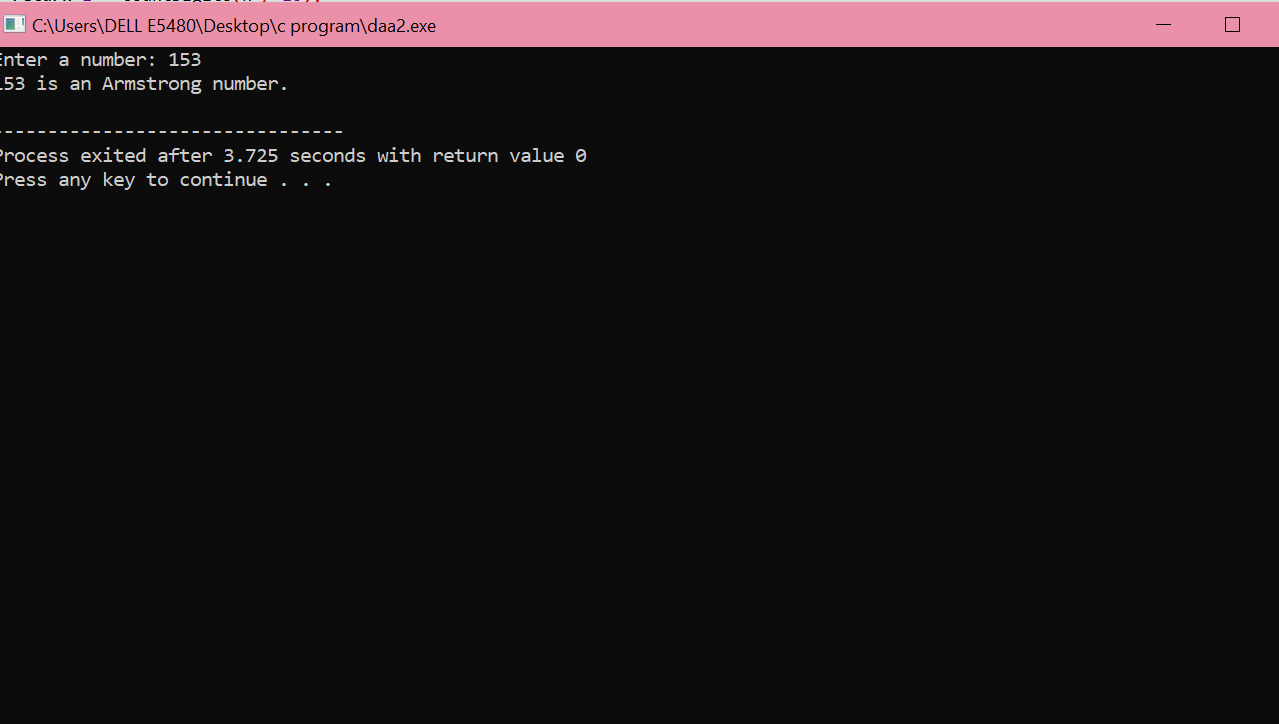 C:\Users\DELL E5480\Desktop\c program\daa2.exe
Enter a number: 153
153 is an Armstrong number.
--------------------------------
Process exited after 3.725 seconds with return value 0
Press any key to continue . . .